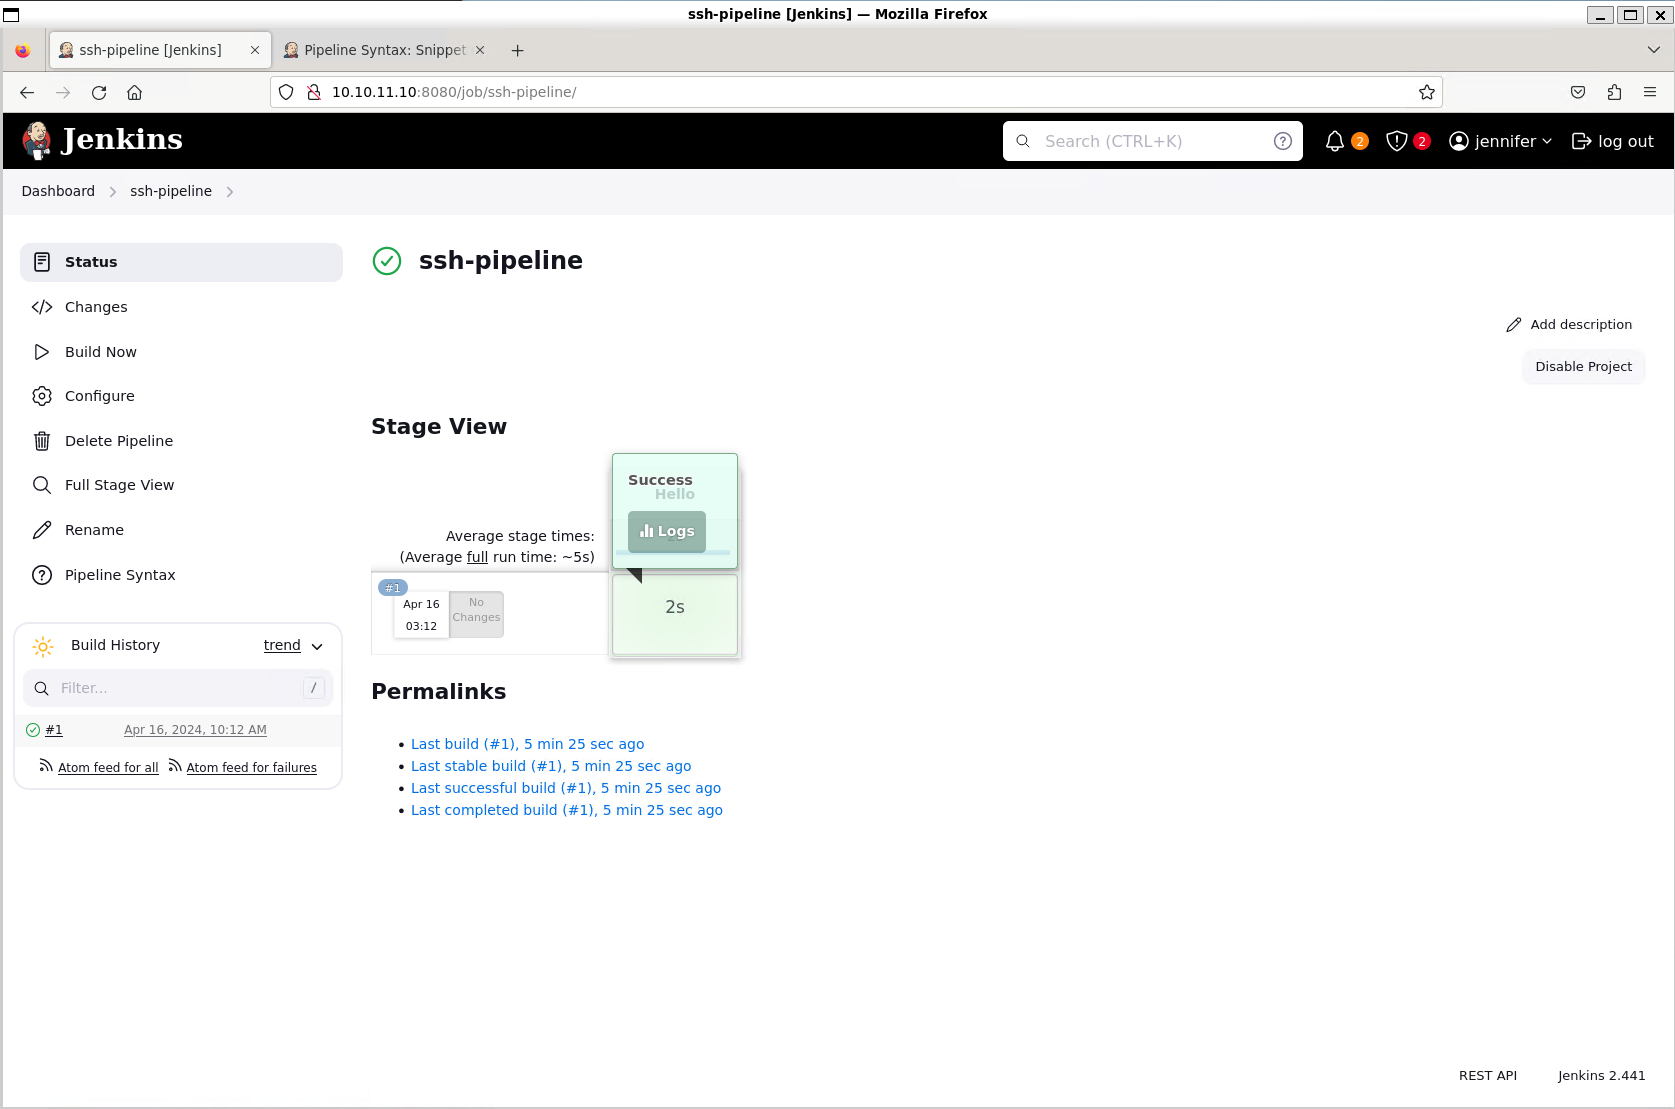 ssh-pipeline [Jenkins] — Mozilla Firefox
ssh-pipeline [Jenkins]
Pipeline Syntax: Snippet
10.10.11.10:8080/job/ssh-pipeline/
Jenkins
Search (CTRL+K)
2
2
jennifer
log out
Dashboard
ssh-pipeline
Status
Changes
Build Now
Configure
Delete Pipeline
Full Stage View
Rename
Pipeline Syntax
Build History
trend
Filter...
/
#1
Apr 16, 2024, 10:12 AM
Atom feed for all
Atom feed for failures
ssh-pipeline
Add description
Disable Project
Stage View
Success
Hello
Logs
Average stage times:
(Average full run time: ~5s)
#1
Apr 16
03:12
No
Changes
2s
Permalinks
Last build (#1), 5 min 25 sec ago
Last stable build (#1), 5 min 25 sec ago
Last successful build (#1), 5 min 25 sec ago
Last completed build (#1), 5 min 25 sec ago
REST API
Jenkins 2.441